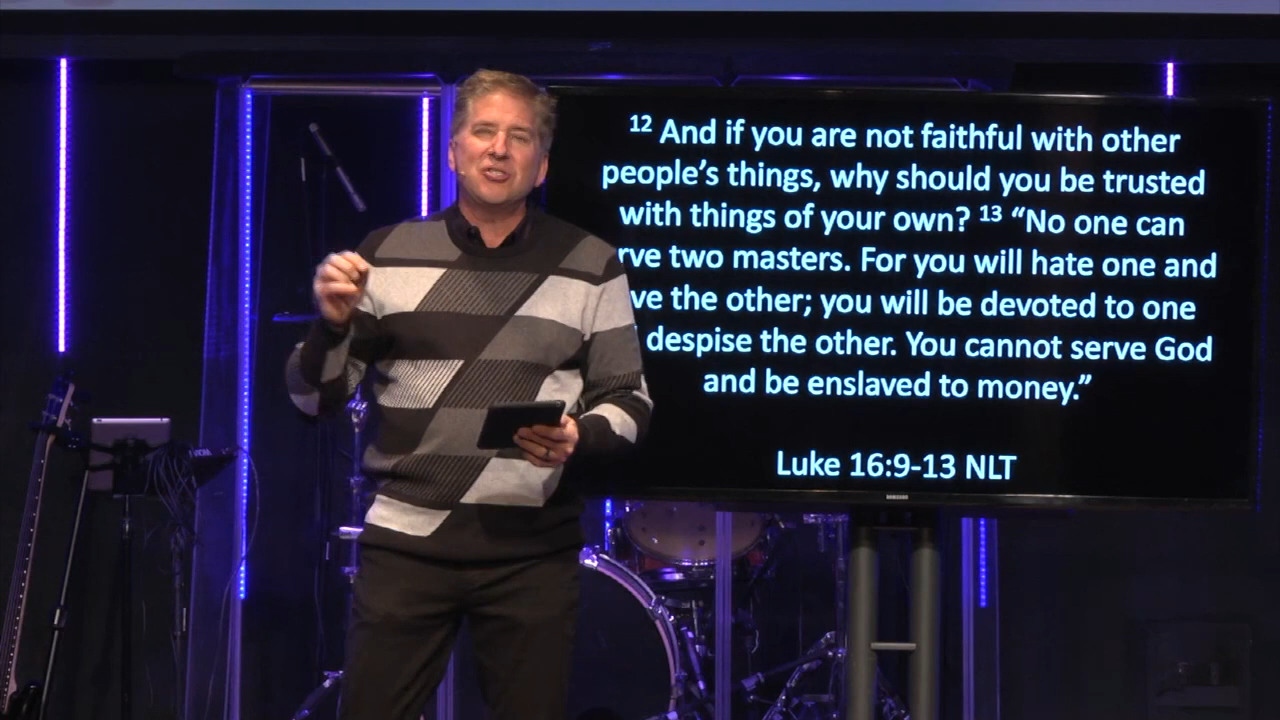 12 And if you are not faithful with other
people’s things, why should you be trusted
with things of your own? 13 “No one can
rve two masters. For you will hate one and
ve the other; you will be devoted to one
despise the other. You cannot serve God
and be enslaved to money.”
Luke 16:9-13 NLT
SAMSUNG